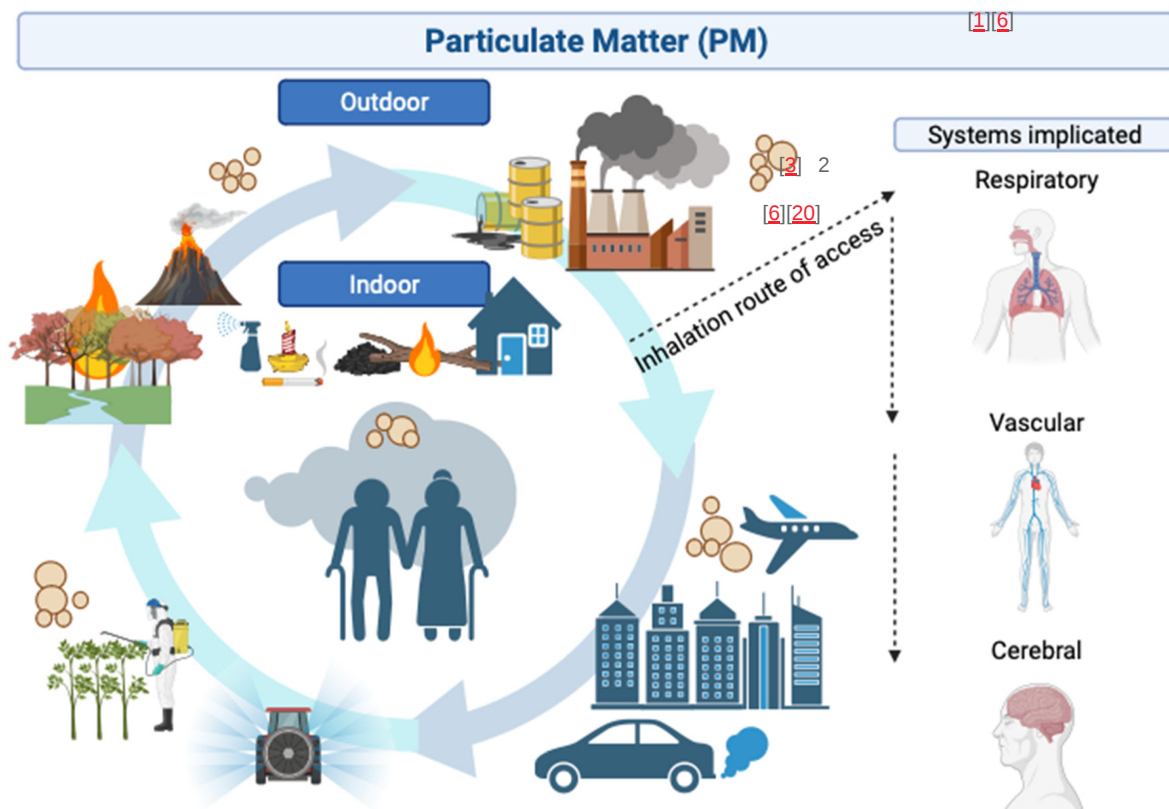 [1][6]
Particulate Matter (PM)
Outdoor
Systems implicated
[3] 2
Respiratory
[6][20]
Inhalation route of access
Indoor
Vascular
Cerebral